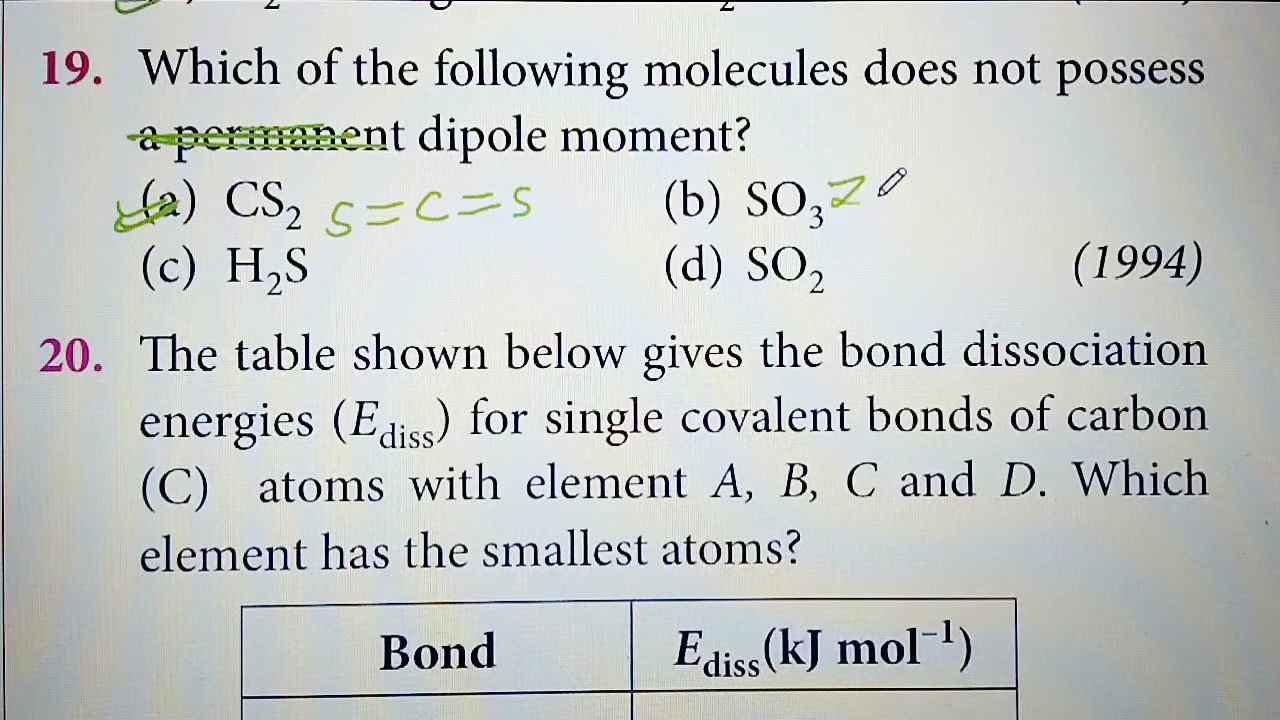 19. Which of the following molecules does not possess
a permanent dipole moment?
(a) CS₂ S=C=S (b) SO₃
(c) H₂S (d) SO₂ (1994)
20. The table shown below gives the bond dissociation
energies (E_diss) for single covalent bonds of carbon
(C) atoms with element A, B, C and D. Which
element has the smallest atoms?
Bond E_diss(kJ mol⁻¹)